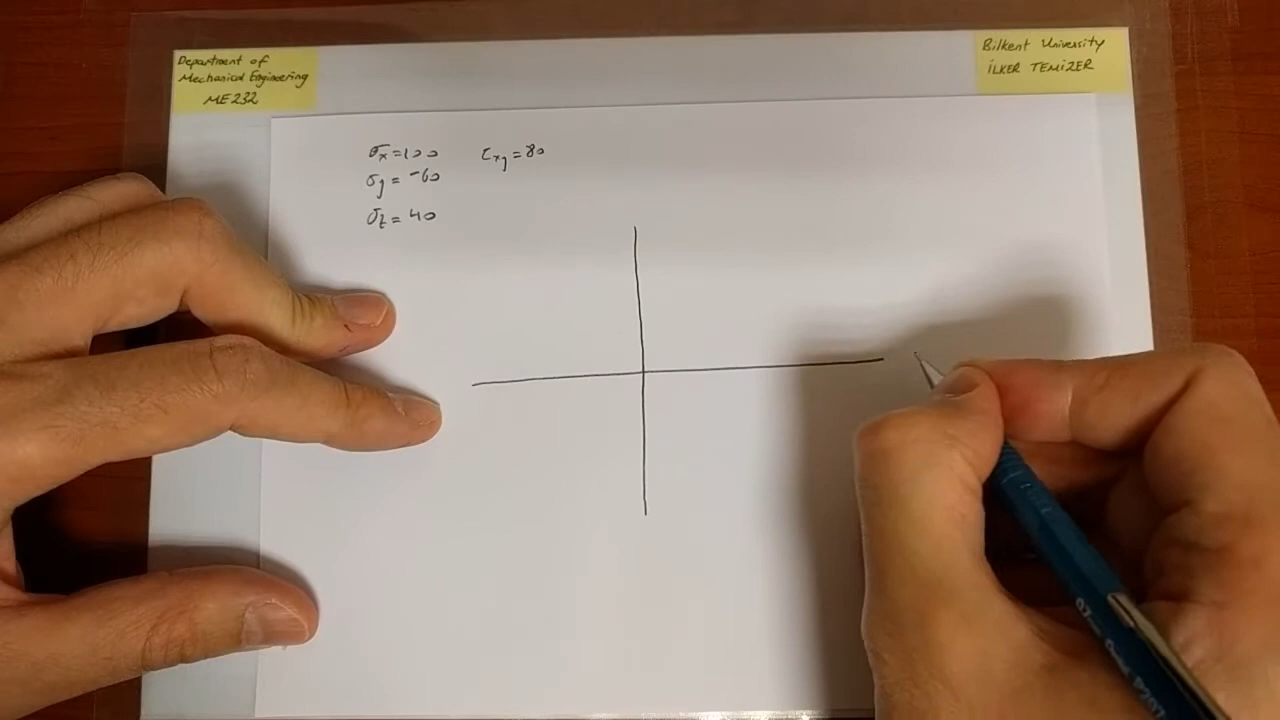 Department of
Mechanical Engineering
ME232
Bilkent University
İLKER TEMİZER
σx=100 τxy=80
σy=-60
σz=40